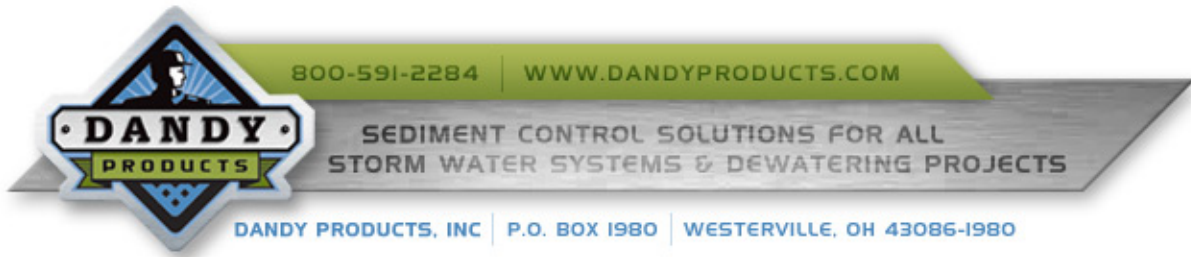 800-591-2284 | WWW.DANDYPRODUCTS.COM
DANDY
PRODUCTS
SEDIMENT CONTROL SOLUTIONS FOR ALL
STORM WATER SYSTEMS & DEWATERING PROJECTS
DANDY PRODUCTS, INC | P.O. BOX 1980 | WESTERVILLE, OH 43086-1980